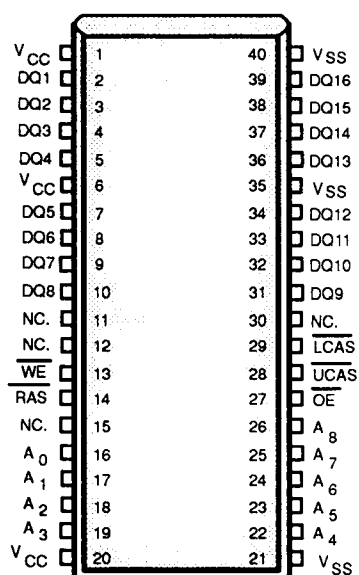 VCC 1 40 VSS
DQ1 2 39 DQ16
DQ2 3 38 DQ15
DQ3 4 37 DQ14
DQ4 5 36 DQ13
VCC 6 35 VSS
DQ5 7 34 DQ12
DQ6 8 33 DQ11
DQ7 9 32 DQ10
DQ8 10 31 DQ9
NC. 11 30 NC.
NC. 12 29 LCAS
WE 13 28 UCAS
RAS 14 27 OE
NC. 15 26 A8
A0 16 25 A7
A1 17 24 A6
A2 18 23 A5
A3 19 22 A4
VCC 20 21 VSS